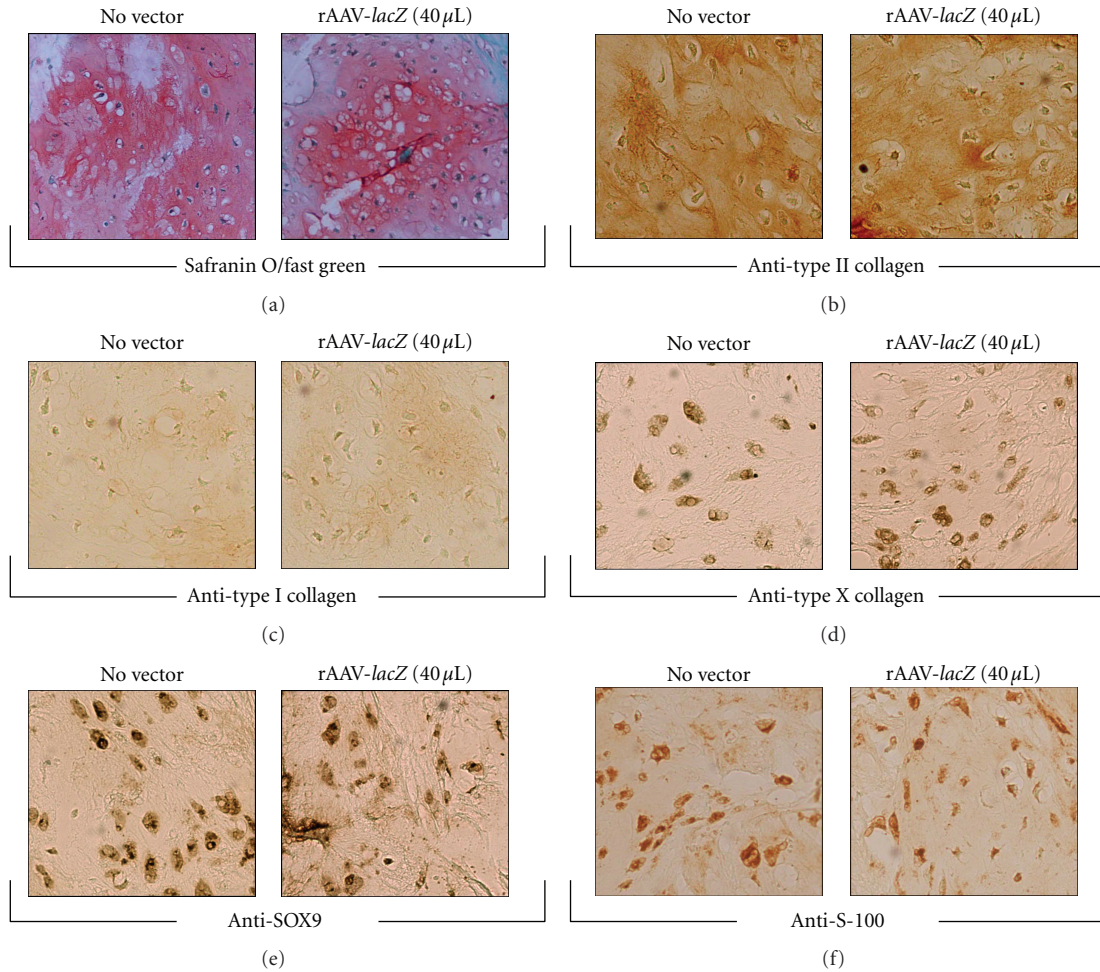 No vector
rAAV-lacZ (40 μL)
No vector
rAAV-lacZ (40 μL)
Safranin O/fast green
Anti-type II collagen
(a)
(b)
No vector
rAAV-lacZ (40 μL)
No vector
rAAV-lacZ (40 μL)
Anti-type I collagen
Anti-type X collagen
(c)
(d)
No vector
rAAV-lacZ (40 μL)
No vector
rAAV-lacZ (40 μL)
Anti-SOX9
Anti-S-100
(e)
(f)